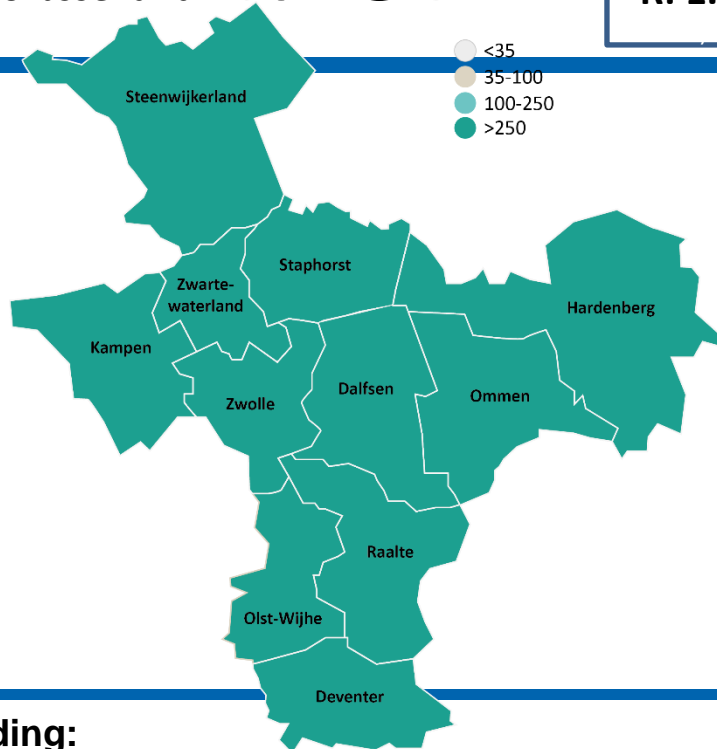 <35
35-100
100-250
>250
Steenwijkerland
Staphorst
Zwarte-
waterland
Hardenberg
Kampen
Dalfsen
Ommen
Zwolle
Raalte
Olst-Wijhe
Deventer
ding: